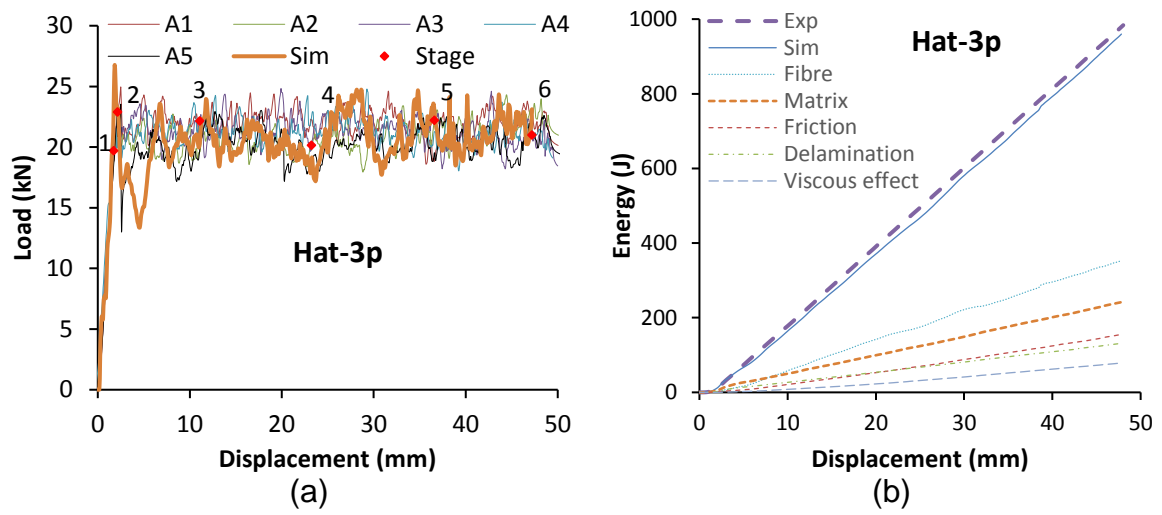 A1 A2 A3 A4
A5 Sim Stage
30
25
20
15
10
5
0
Load (kN)
1
2
3
4
5
6
Hat-3p
0 10 20 30 40 50
Displacement (mm)
(a)
Hat-3p
Exp
Sim
Fibre
Matrix
Friction
Delamination
Viscous effect
1000
800
600
400
200
0
Energy (J)
0 10 20 30 40 50
Displacement (mm)
(b)